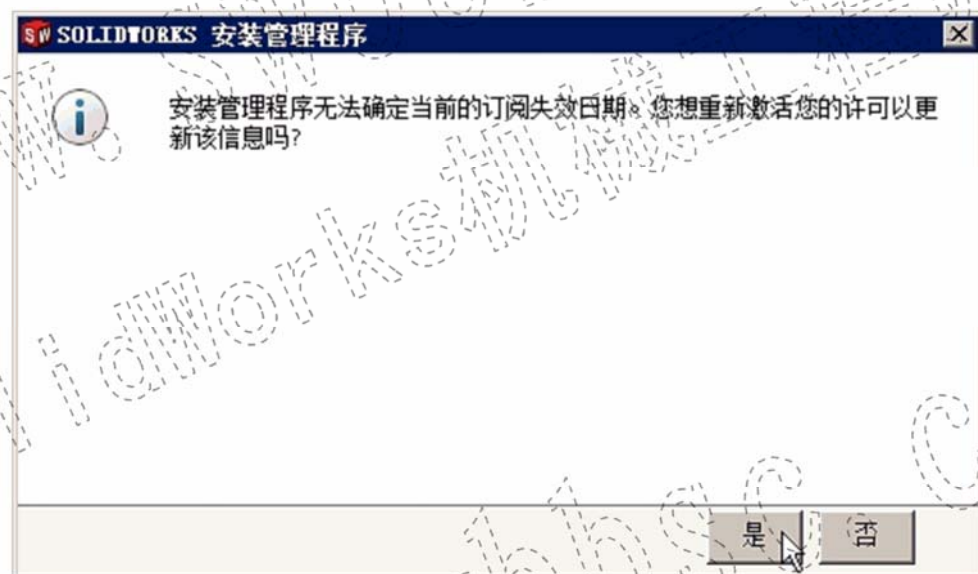 SW SOLIDWORKS 安装管理程序
安装管理程序无法确定当前的订阅失效日期。您想重新激活您的许可以更
新该信息吗?
是
否